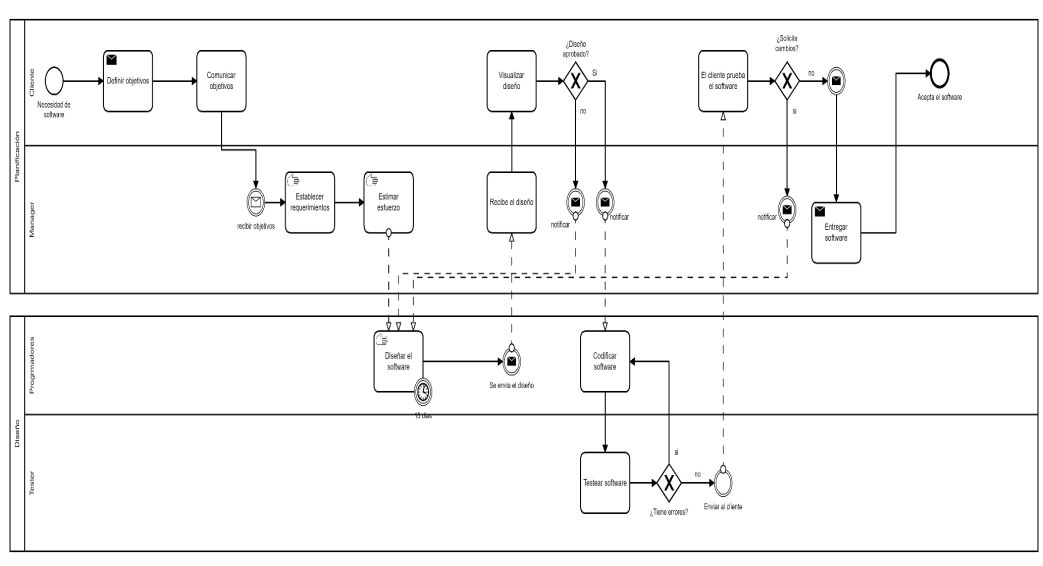 Planificación
Cliente
Necesidad de
software
Definir objetivos
Comunicar
objetivos
Visualizar
diseño
¿Diseño
aprobado?
Si
no
El cliente prueba
el software
¿Solicita
cambios?
no
si
Acepta el software
Manager
recibir objetivos
Establecer
requerimientos
Estimar
esfuerzo
Recibe el diseño
notificar
notificar
notificar
Entregar
software
Diseño
Progrmadores
Diseñar el
software
15 dias
Se envia el diseño
Codificar
software
Tester
Testear software
si
no
¿Tiene errores?
Enviar al cliente